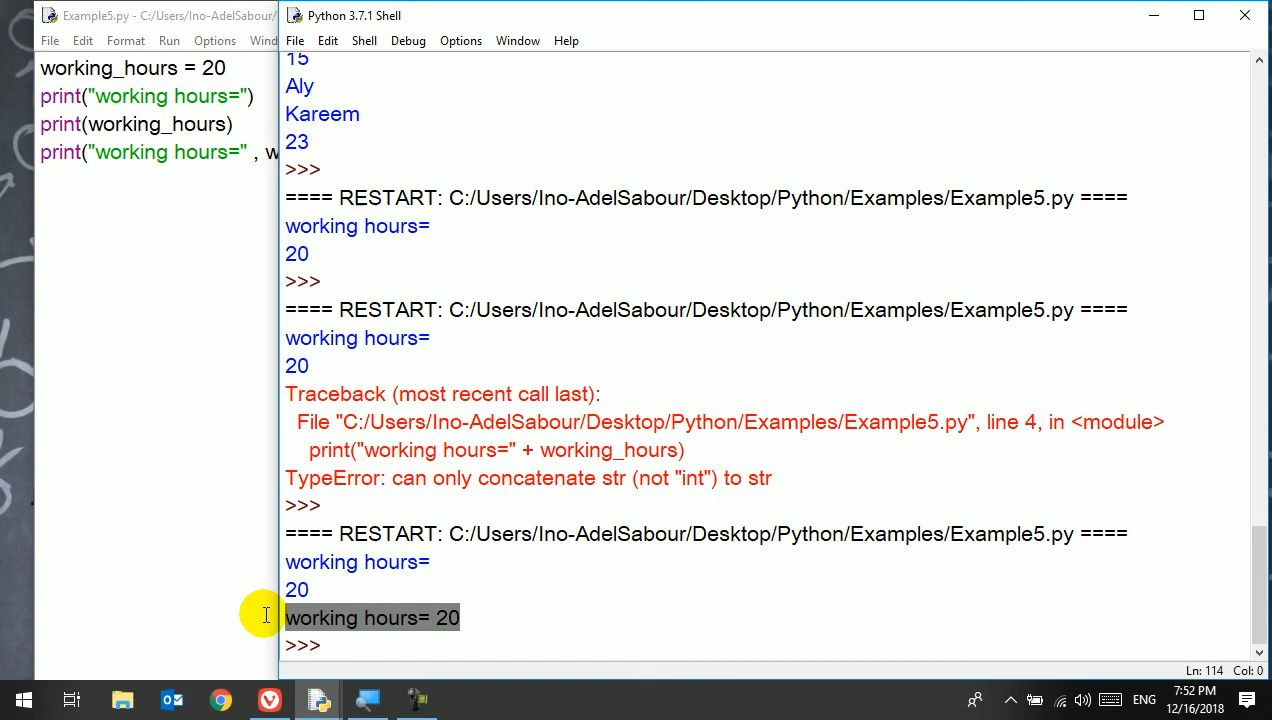 Example5.py - C:/Users/Ino-AdelSabour/
File Edit Format Run Options Wind
working_hours = 20
print("working hours=")
print(working_hours)
print("working hours=" , w
Python 3.7.1 Shell
File Edit Shell Debug Options Window Help
15
Aly
Kareem
23
>>>
==== RESTART: C:/Users/Ino-AdelSabour/Desktop/Python/Examples/Example5.py ====
working hours=
20
>>>
==== RESTART: C:/Users/Ino-AdelSabour/Desktop/Python/Examples/Example5.py ====
working hours=
20
Traceback (most recent call last):
  File "C:/Users/Ino-AdelSabour/Desktop/Python/Examples/Example5.py", line 4, in <module>
    print("working hours=" + working_hours)
TypeError: can only concatenate str (not "int") to str
>>>
==== RESTART: C:/Users/Ino-AdelSabour/Desktop/Python/Examples/Example5.py ====
working hours=
20
working hours= 20
>>>
Ln: 114 Col: 0
ENG
7:52 PM
12/16/2018